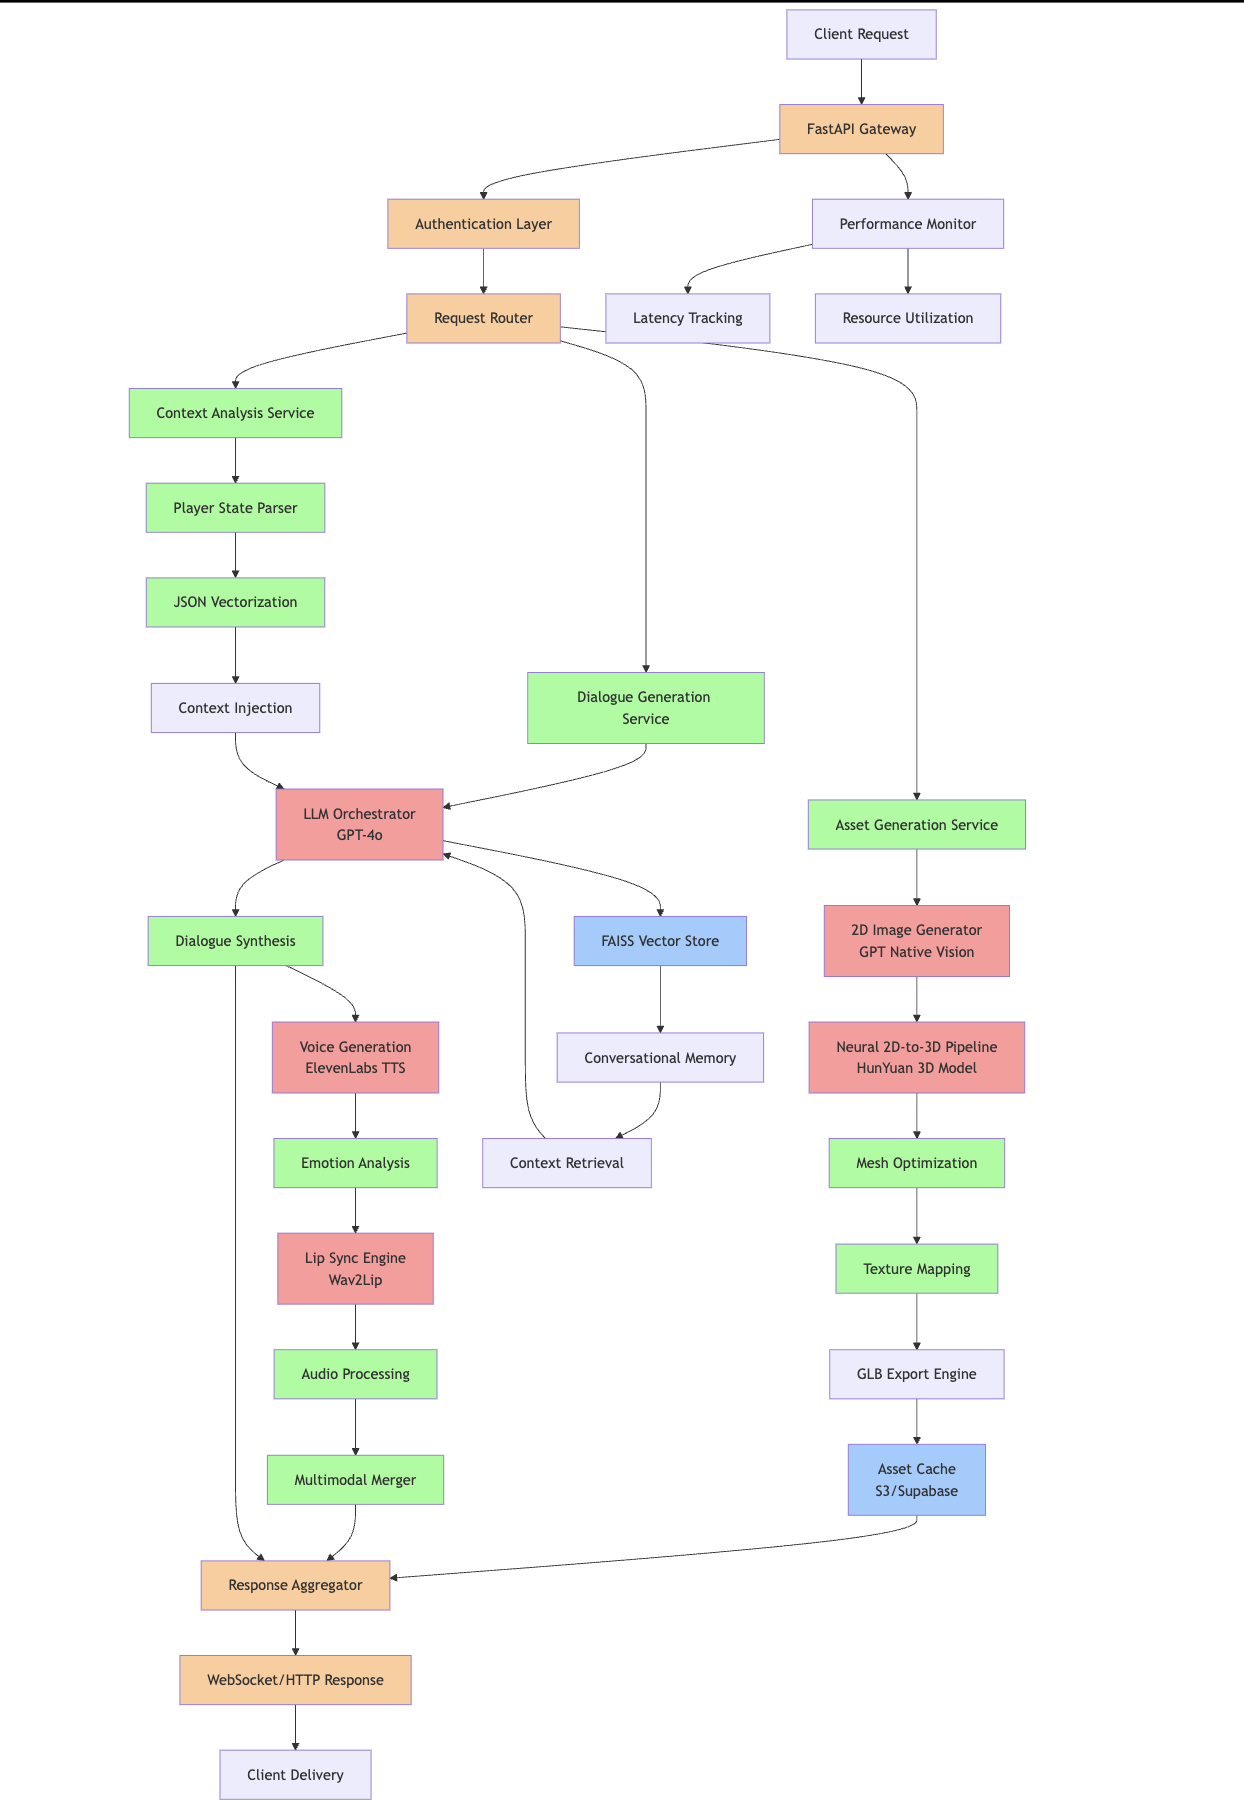 Client Request
FastAPI Gateway
Authentication Layer
Performance Monitor
Request Router
Latency Tracking
Resource Utilization
Context Analysis Service
Player State Parser
JSON Vectorization
Context Injection
Dialogue Generation
Service
LLM Orchestrator
GPT-4o
Asset Generation Service
Dialogue Synthesis
FAISS Vector Store
2D Image Generator
GPT Native Vision
Voice Generation
ElevenLabs TTS
Conversational Memory
Neural 2D-to-3D Pipeline
HunYuan 3D Model
Emotion Analysis
Context Retrieval
Mesh Optimization
Lip Sync Engine
Wav2Lip
Texture Mapping
Audio Processing
GLB Export Engine
Multimodal Merger
Asset Cache
S3/Supabase
Response Aggregator
WebSocket/HTTP Response
Client Delivery